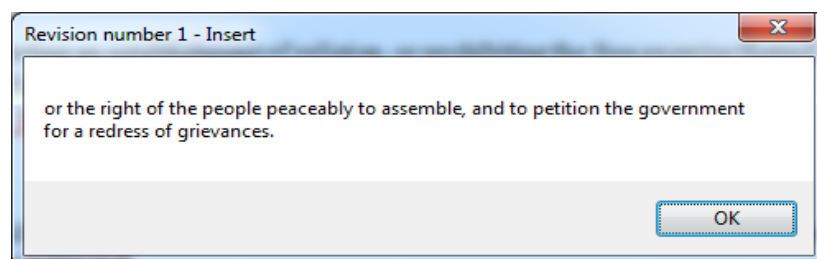 Revision number 1 - Insert
or the right of the people peaceably to assemble, and to petition the government
for a redress of grievances.
OK